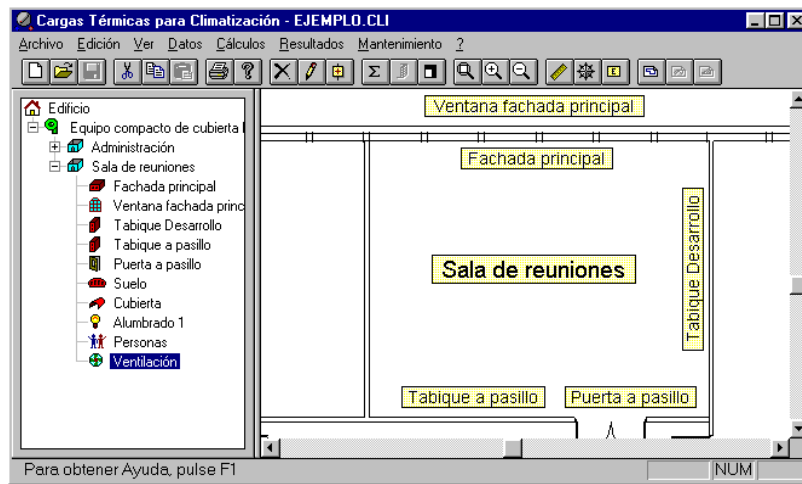 Cargas Térmicas para Climatización - EJEMPLO.CLI
Archivo Edición Ver Datos Cálculos Resultados Mantenimiento ?
Σ E
Edificio
Equipo compacto de cubierta
Administración
Sala de reuniones
Fachada principal
Ventana fachada princ
Tabique Desarrollo
Tabique a pasillo
Puerta a pasillo
Suelo
Cubierta
Alumbrado 1
Personas
Ventilación
Ventana fachada principal
Fachada principal
Sala de reuniones
Tabique Desarrollo
Tabique a pasillo
Puerta a pasillo
Para obtener Ayuda, pulse F1
NUM